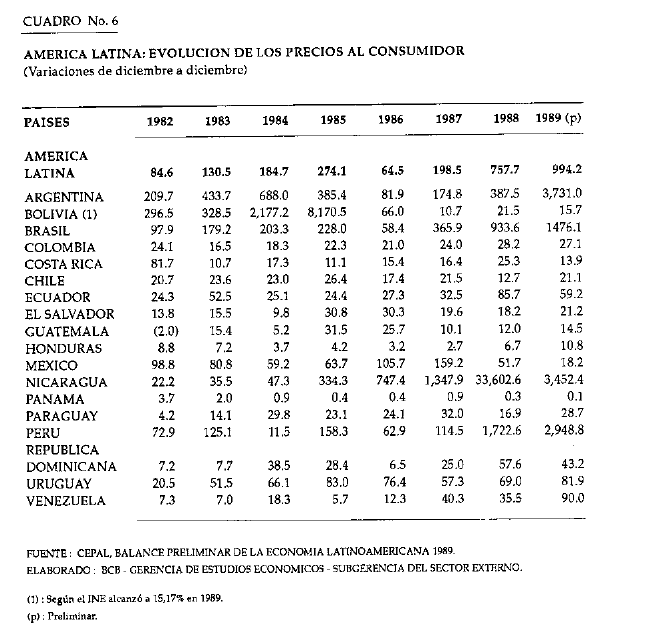 CUADRO No. 6
AMERICA LATINA: EVOLUCION DE LOS PRECIOS AL CONSUMIDOR
(Variaciones de diciembre a diciembre)
PAISES 1982 1983 1984 1985 1986 1987 1988 1989 (p)
AMERICA
LATINA 84.6 130.5 184.7 274.1 64.5 198.5 757.7 994.2
ARGENTINA 209.7 433.7 688.0 385.4 81.9 174.8 387.5 3,731.0
BOLIVIA (1) 296.5 328.5 2,177.2 8,170.5 66.0 10.7 21.5 15.7
BRASIL 97.9 179.2 203.3 228.0 58.4 365.9 933.6 1476.1
COLOMBIA 24.1 16.5 18.3 22.3 21.0 24.0 28.2 27.1
COSTA RICA 81.7 10.7 17.3 11.1 15.4 16.4 25.3 13.9
CHILE 20.7 23.6 23.0 26.4 17.4 21.5 12.7 21.1
ECUADOR 24.3 52.5 25.1 24.4 27.3 32.5 85.7 59.2
EL SALVADOR 13.8 15.5 9.8 30.8 30.3 19.6 18.2 21.2
GUATEMALA (2.0) 15.4 5.2 31.5 25.7 10.1 12.0 14.5
HONDURAS 8.8 7.2 3.7 4.2 3.2 2.7 6.7 10.8
MEXICO 98.8 80.8 59.2 63.7 105.7 159.2 51.7 18.2
NICARAGUA 22.2 35.5 47.3 334.3 747.4 1,347.9 33,602.6 3,452.4
PANAMA 3.7 2.0 0.9 0.4 0.4 0.9 0.3 0.1
PARAGUAY 4.2 14.1 29.8 23.1 24.1 32.0 16.9 28.7
PERU 72.9 125.1 11.5 158.3 62.9 114.5 1,722.6 2,948.8
REPUBLICA
DOMINICANA 7.2 7.7 38.5 28.4 6.5 25.0 57.6 43.2
URUGUAY 20.5 51.5 66.1 83.0 76.4 57.3 69.0 81.9
VENEZUELA 7.3 7.0 18.3 5.7 12.3 40.3 35.5 90.0
FUENTE : CEPAL, BALANCE PRELIMINAR DE LA ECONOMIA LATINOAMERICANA 1989.
ELABORADO : BCB - GERENCIA DE ESTUDIOS ECONOMICOS - SUBGERENCIA DEL SECTOR EXTERNO.
(1) : Según el INE alcanzó a 15,17% en 1989.
(p) : Preliminar.